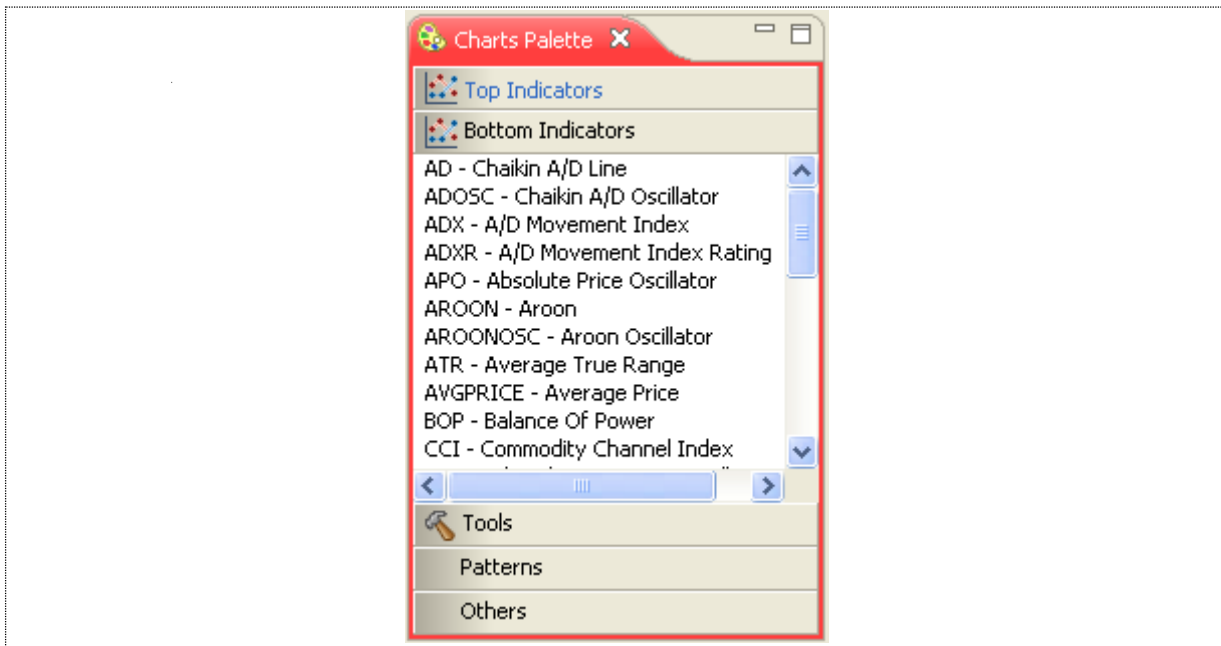 Charts Palette
Top Indicators
Bottom Indicators
AD - Chaikin A/D Line
ADOSC - Chaikin A/D Oscillator
ADX - A/D Movement Index
ADXR - A/D Movement Index Rating
APO - Absolute Price Oscillator
AROON - Aroon
AROONOSC - Aroon Oscillator
ATR - Average True Range
AVGPRICE - Average Price
BOP - Balance Of Power
CCI - Commodity Channel Index
Tools
Patterns
Others